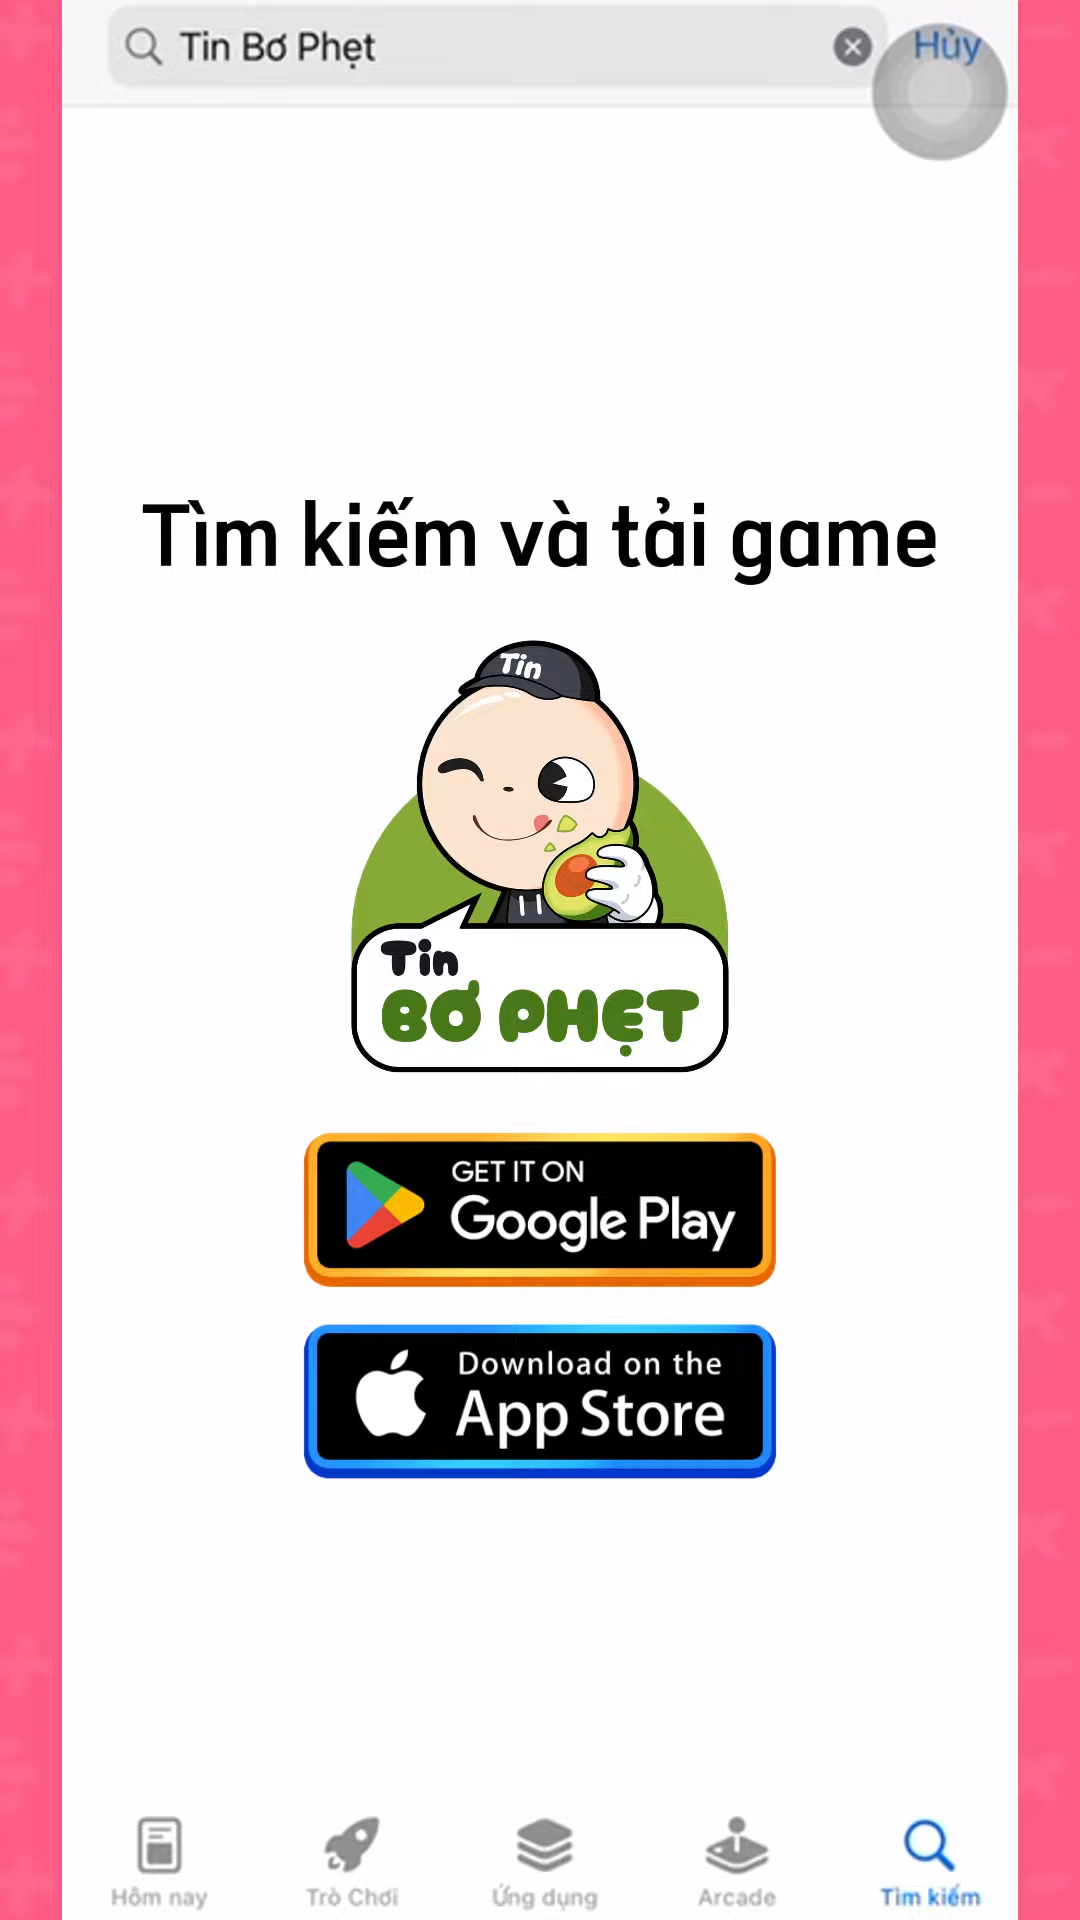 Tin Bơ Phẹt
Hủy
Tìm kiếm và tải game
Tin
Tin
BƠ PHẸT
GET IT ON
Google Play
Download on the
App Store
Hôm nay
Trò Chơi
Ứng dụng
Arcade
Tìm kiếm